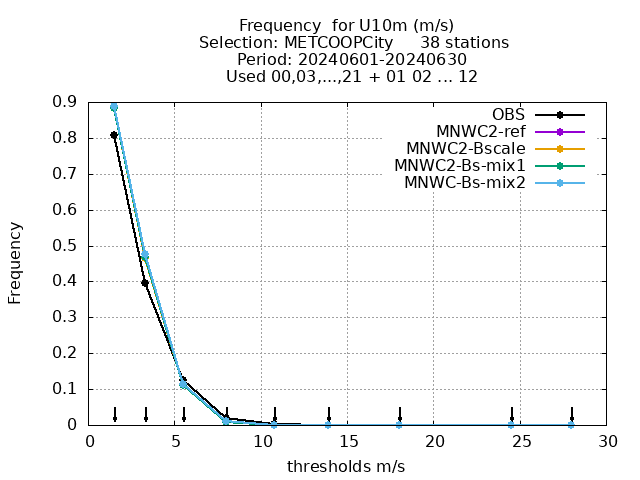 Frequency  for U10m (m/s)
Selection: METCOOPCity     38 stations
Period: 20240601-20240630
Used 00,03,...,21 + 01 02 ... 12
OBS
MNWC2-ref
MNWC2-Bscale
MNWC2-Bs-mix1
MNWC-Bs-mix2
Frequency
0.9
0.8
0.7
0.6
0.5
0.4
0.3
0.2
0.1
0
0 5 10 15 20 25 30
thresholds m/s